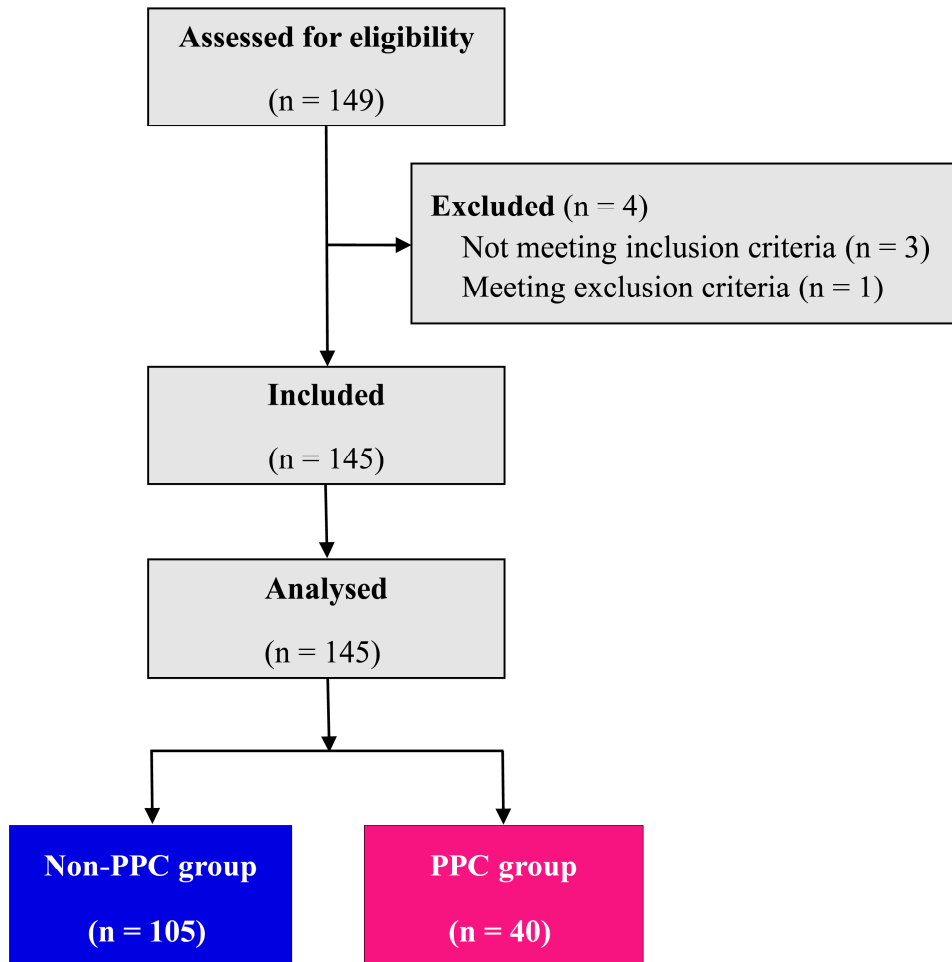 Assessed for eligibility
(n = 149)
Excluded (n = 4)
Not meeting inclusion criteria (n = 3)
Meeting exclusion criteria (n = 1)
Included
(n = 145)
Analysed
(n = 145)
Non-PPC group
(n = 105)
PPC group
(n = 40)